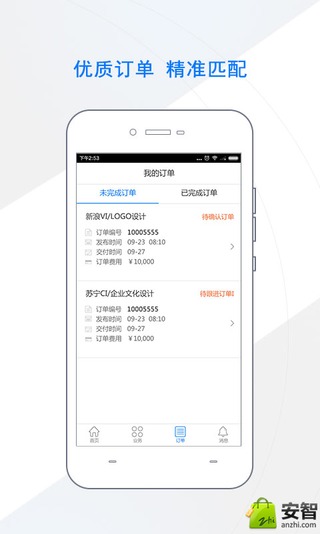 优质订单 精准匹配
下午2:53
我的订单
未完成订单 已完成订单
新浪VI/LOGO设计 待确认订单
订单编号 10005555
发布时间 09-23 08:10
交付时间 09-27
订单费用 ￥10,000
苏宁CI/企业文化设计 待跟进订单
订单编号 10005555
发布时间 09-23 08:10
交付时间 09-27
订单费用 ￥10,000
首页 业务 订单 消息
安智
anzhi.com
zhi